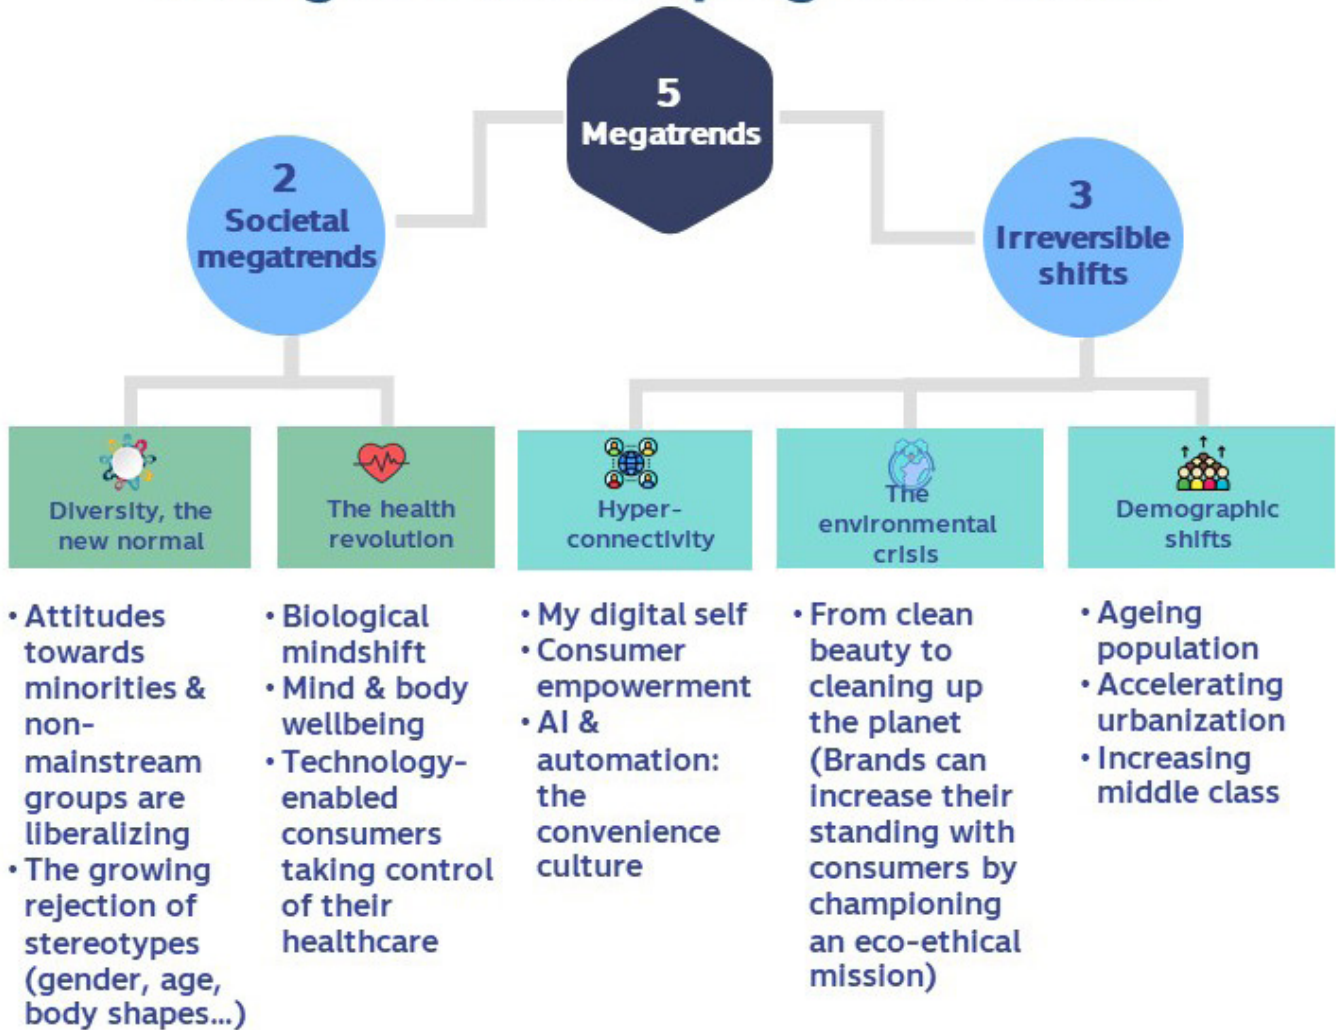 5
Megatrends
2
Societal
megatrends
3
Irreversible
shifts
Diversity, the
new normal
The health
revolution
Hyper-
connectivity
The
environmental
crisis
Demographic
shifts
• Attitudes
towards
minorities &
non-
mainstream
groups are
liberalizing
• The growing
rejection of
stereotypes
(gender, age,
body shapes...)
• Biological
mindshift
• Mind & body
wellbeing
• Technology-
enabled
consumers
taking control
of their
healthcare
• My digital self
• Consumer
empowerment
• AI &
automation:
the
convenience
culture
• From clean
beauty to
cleaning up
the planet
(Brands can
increase their
standing with
consumers by
championing
an eco-ethical
mission)
• Ageing
population
• Accelerating
urbanization
• Increasing
middle class